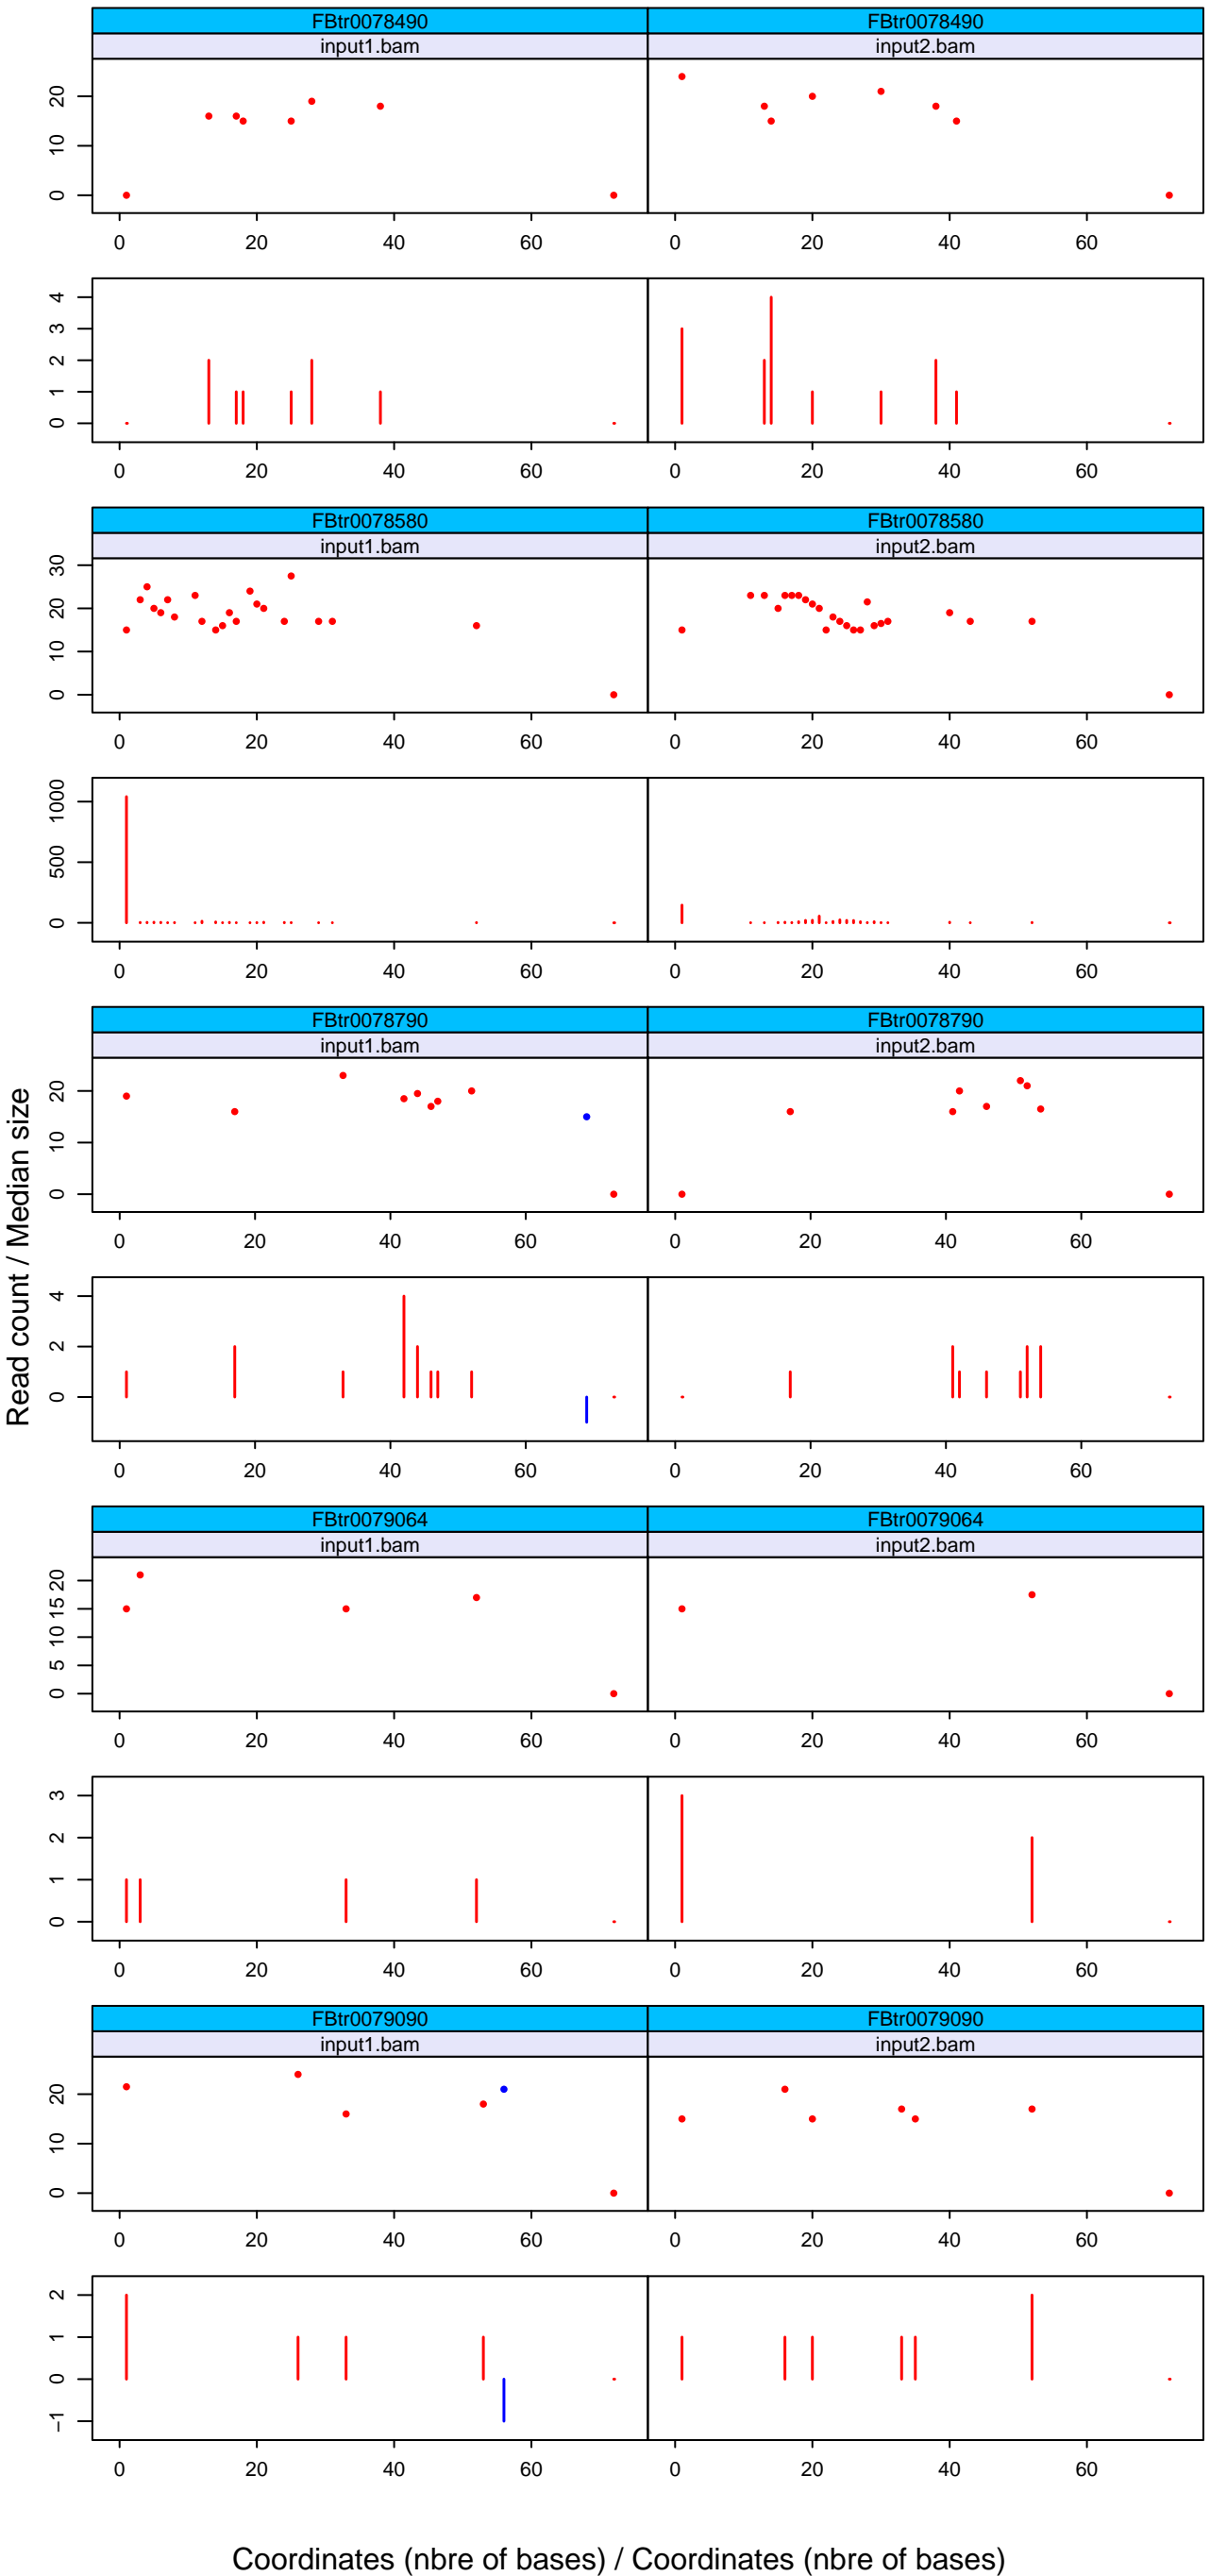 FBtr0078490 FBtr0078490
input1.bam input2.bam
20
10
0
0 20 40 60 0 20 40 60
4
3
2
1
0
0 20 40 60 0 20 40 60
FBtr0078580 FBtr0078580
input1.bam input2.bam
30
20
10
0
0 20 40 60 0 20 40 60
1000
500
0
0 20 40 60 0 20 40 60
FBtr0078790 FBtr0078790
input1.bam input2.bam
20
10
0
0 20 40 60 0 20 40 60
Read count / Median size
4
2
0
0 20 40 60 0 20 40 60
FBtr0079064 FBtr0079064
input1.bam input2.bam
20
15
10
5
0
0 20 40 60 0 20 40 60
3
2
1
0
0 20 40 60 0 20 40 60
FBtr0079090 FBtr0079090
input1.bam input2.bam
20
10
0
0 20 40 60 0 20 40 60
2
1
0
−1
0 20 40 60 0 20 40 60
Coordinates (nbre of bases) / Coordinates (nbre of bases)